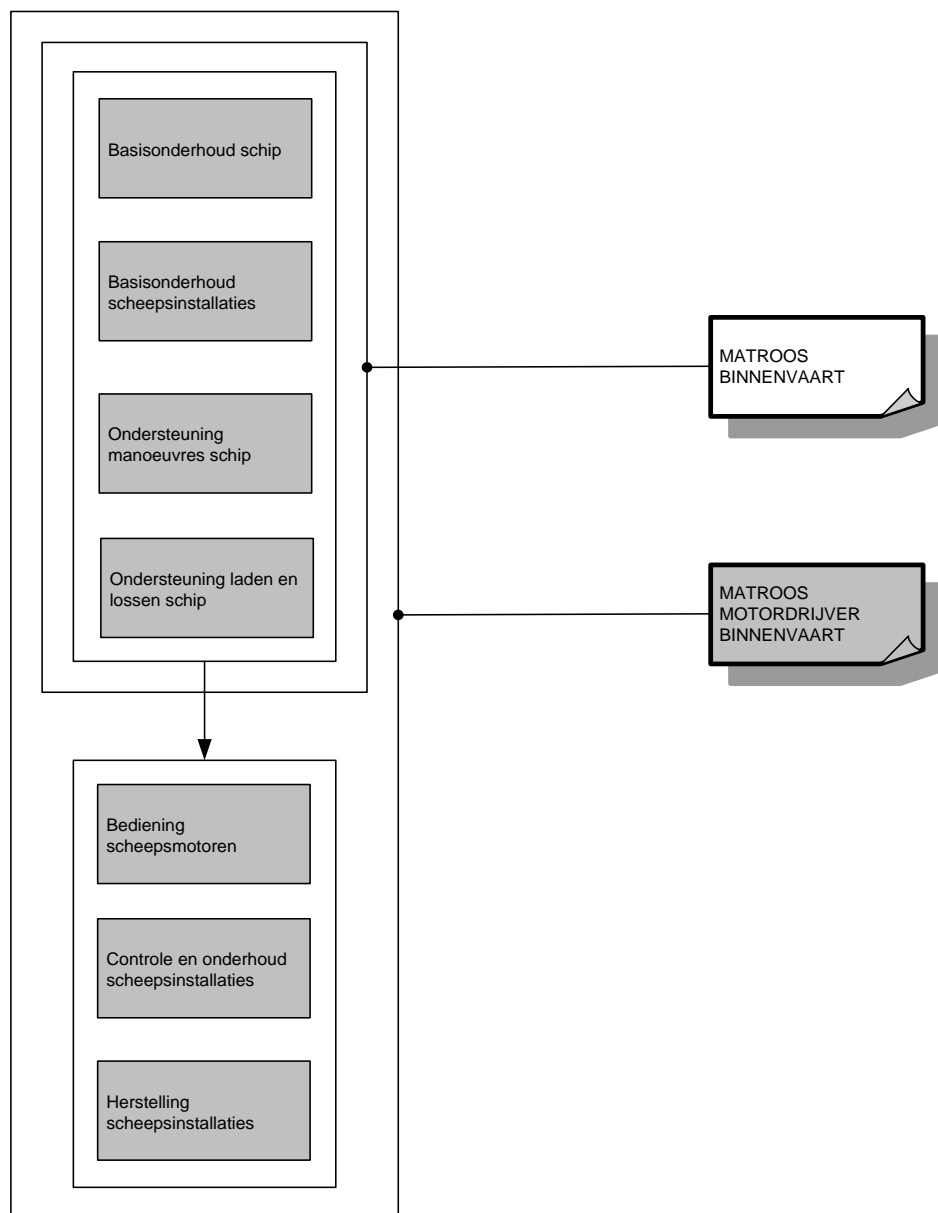 Basisonderhoud schip
Basisonderhoud
scheepsinstallaties
Ondersteuning
manoeuvres schip
Ondersteuning laden en
lossen schip
Bediening
scheepsmotoren
Controle en onderhoud
scheepsinstallaties
Herstelling
scheepsinstallaties
MATROOS
BINNENVAART
MATROOS
MOTORDRIJVER
BINNENVAART